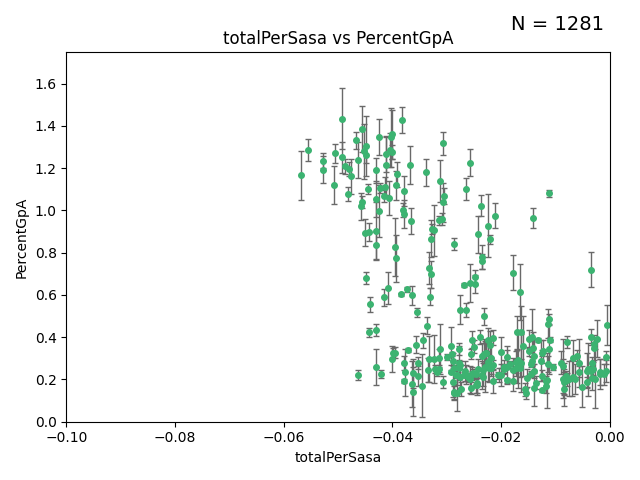 N = 1281
totalPerSasa vs PercentGpA
PercentGpA
1.6
1.4
1.2
1.0
0.8
0.6
0.4
0.2
0.0
−0.10 −0.08 −0.06 −0.04 −0.02 0.00
totalPerSasa